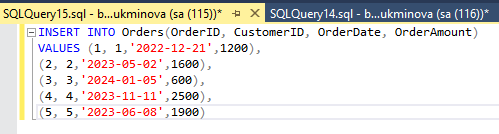 SQLQuery15.sql - b...ukminova (sa (115))* SQLQuery14.sql - b...ukminova (sa (116))*
INSERT INTO Orders(OrderID, CustomerID, OrderDate, OrderAmount)
VALUES (1, 1,'2022-12-21',1200),
(2, 2,'2023-05-02',1600),
(3, 3,'2024-01-05',600),
(4, 4,'2023-11-11',2500),
(5, 5,'2023-06-08',1900)